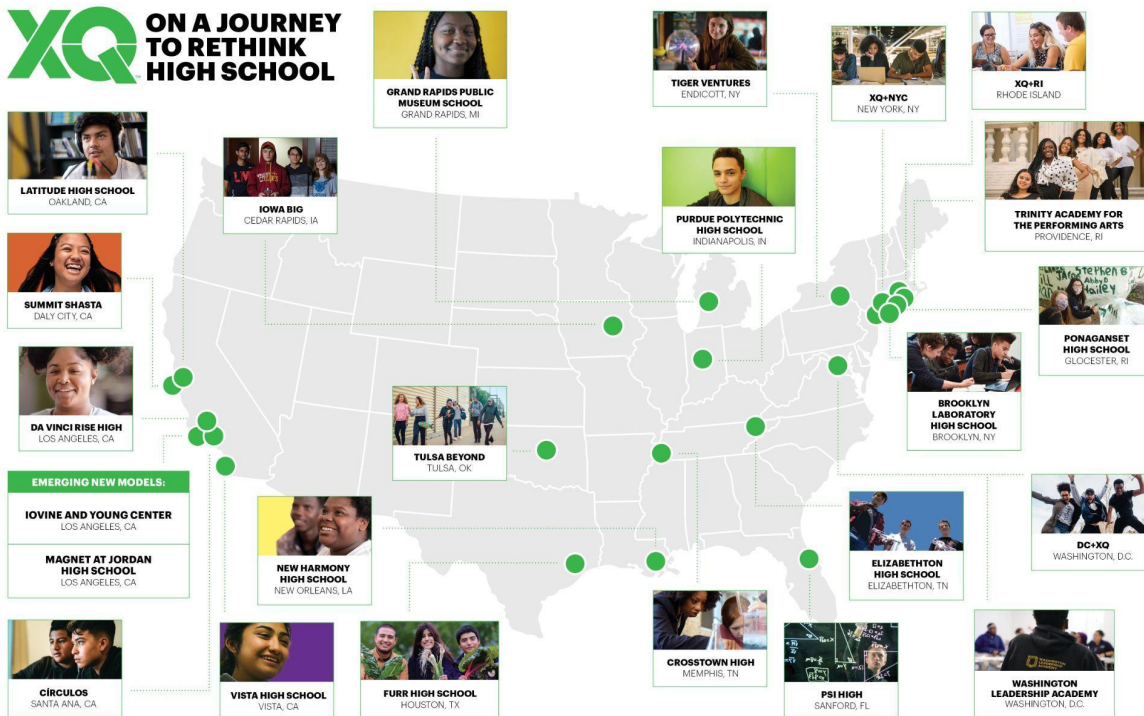 XQ
ON A JOURNEY
TO RETHINK
HIGH SCHOOL
GRAND RAPIDS PUBLIC
MUSEUM SCHOOL
GRAND RAPIDS, MI
TIGER VENTURES
ENDICOTT, NY
XQ+NYC
NEW YORK, NY
XQ+RI
RHODE ISLAND
LATITUDE HIGH SCHOOL
OAKLAND, CA
IOWA BIG
CEDAR RAPIDS, IA
PURDUE POLYTECHNIC
HIGH SCHOOL
INDIANAPOLIS, IN
TRINITY ACADEMY FOR
THE PERFORMING ARTS
PROVIDENCE, RI
SUMMIT SHASTA
DALY CITY, CA
Stephen B
Abby D
Hailey
PONAGANSET
HIGH SCHOOL
GLOCESTER, RI
DA VINCI RISE HIGH
LOS ANGELES, CA
BROOKLYN
LABORATORY
HIGH SCHOOL
BROOKLYN, NY
TULSA BEYOND
TULSA, OK
EMERGING NEW MODELS:
IOVINE AND YOUNG CENTER
LOS ANGELES, CA
MAGNET AT JORDAN
HIGH SCHOOL
LOS ANGELES, CA
NEW HARMONY
HIGH SCHOOL
NEW ORLEANS, LA
ELIZABETHTON
HIGH SCHOOL
ELIZABETHTON, TN
DC+XQ
WASHINGTON, D.C.
CÍRCULOS
SANTA ANA, CA
VISTA HIGH SCHOOL
VISTA, CA
FURR HIGH SCHOOL
HOUSTON, TX
CROSSTOWN HIGH
MEMPHIS, TN
PSI HIGH
SANFORD, FL
WASHINGTON
LEADERSHIP
ACADEMY
WASHINGTON
LEADERSHIP ACADEMY
WASHINGTON, D.C.